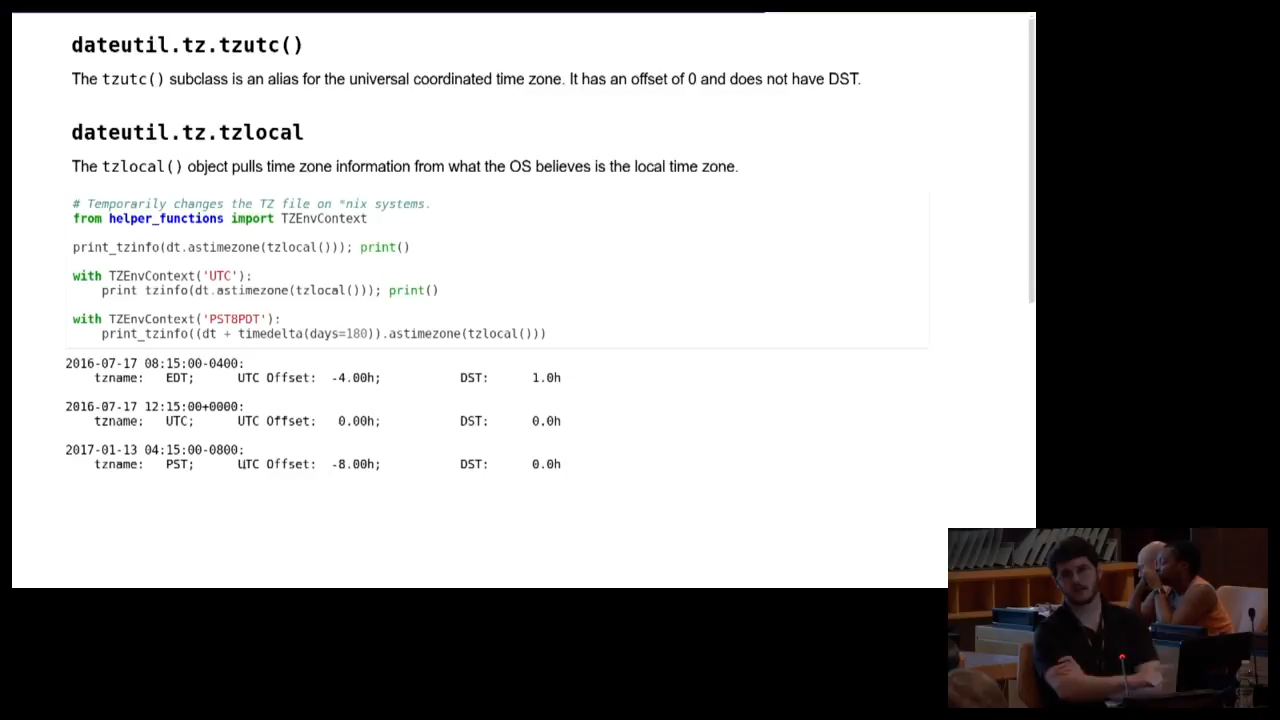 dateutil.tz.tzutc()
The tzutc() subclass is an alias for the universal coordinated time zone. It has an offset of 0 and does not have DST.
dateutil.tz.tzlocal
The tzlocal() object pulls time zone information from what the OS believes is the local time zone.
# Temporarily changes the TZ file on *nix systems.
from helper_functions import TZEnvContext
print_tzinfo(dt.astimezone(tzlocal())); print()
with TZEnvContext('UTC'):
    print_tzinfo(dt.astimezone(tzlocal())); print()
with TZEnvContext('PST8PDT'):
    print_tzinfo((dt + timedelta(days=180)).astimezone(tzlocal()))
2016-07-17 08:15:00-0400:
    tzname:   EDT;      UTC Offset:  -4.00h;           DST:      1.0h
2016-07-17 12:15:00+0000:
    tzname:   UTC;      UTC Offset:   0.00h;           DST:      0.0h
2017-01-13 04:15:00-0800:
    tzname:   PST;      UTC Offset:  -8.00h;           DST:      0.0h